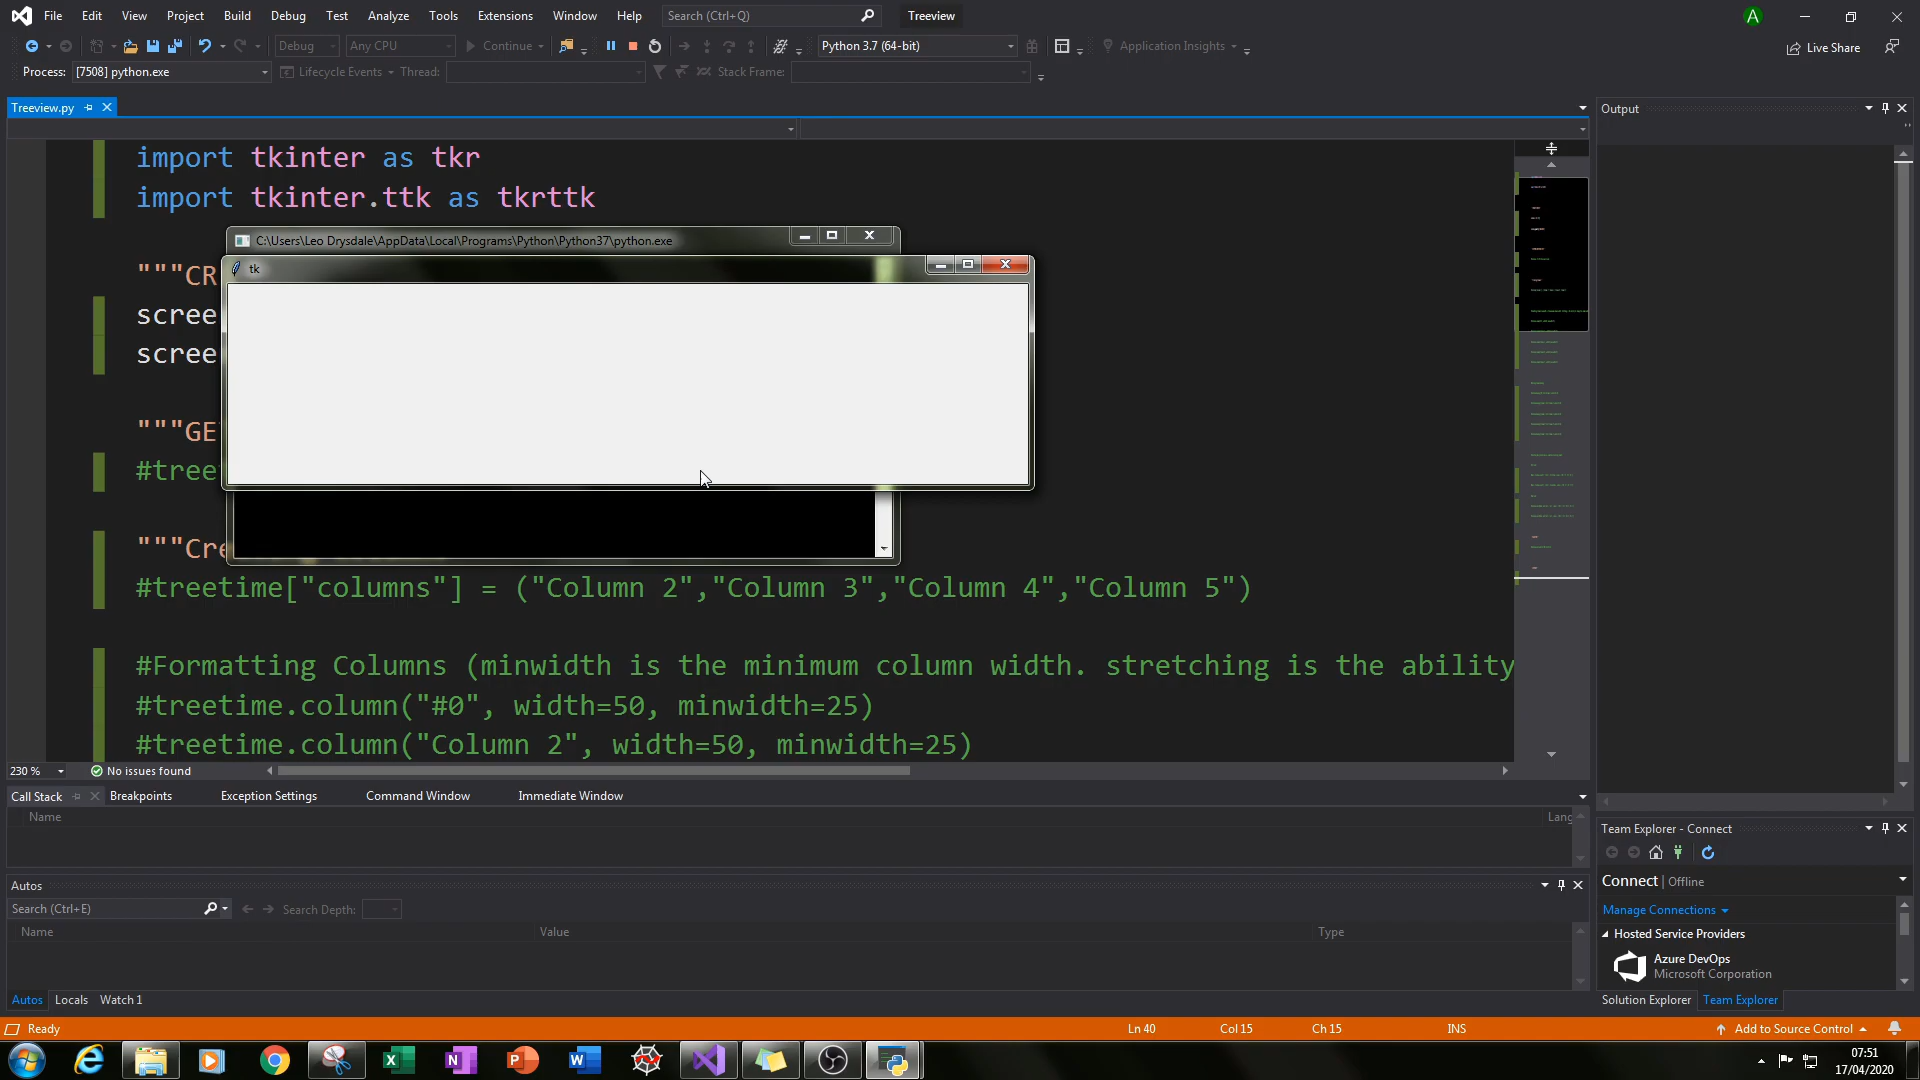 File Edit View Project Build Debug Test Analyze Tools Extensions Window Help Search (Ctrl+Q) Treeview A
Debug Any CPU Continue Python 3.7 (64-bit) Application Insights Live Share
Process: [7508] python.exe Lifecycle Events Thread: Stack Frame:
Treeview.py
Output
import tkinter as tkr
import tkinter.ttk as tkrttk
C:\Users\Leo Drysdale\AppData\Local\Programs\Python\Python37\python.exe
tk
"""CR
scree
scree
"""GE
#tree
"""Cre
#treetime["columns"] = ("Column 2","Column 3","Column 4","Column 5")
#Formatting Columns (minwidth is the minimum column width. stretching is the ability
#treetime.column("#0", width=50, minwidth=25)
#treetime.column("Column 2", width=50, minwidth=25)
230 % No issues found
Call Stack Breakpoints Exception Settings Command Window Immediate Window
Name Lang
Autos
Search (Ctrl+E) Search Depth:
Name Value Type
Autos Locals Watch 1
Team Explorer - Connect
Connect | Offline
Manage Connections
Hosted Service Providers
Azure DevOps
Microsoft Corporation
Solution Explorer Team Explorer
Ready Ln 40 Col 15 Ch 15 INS Add to Source Control
07:51
17/04/2020